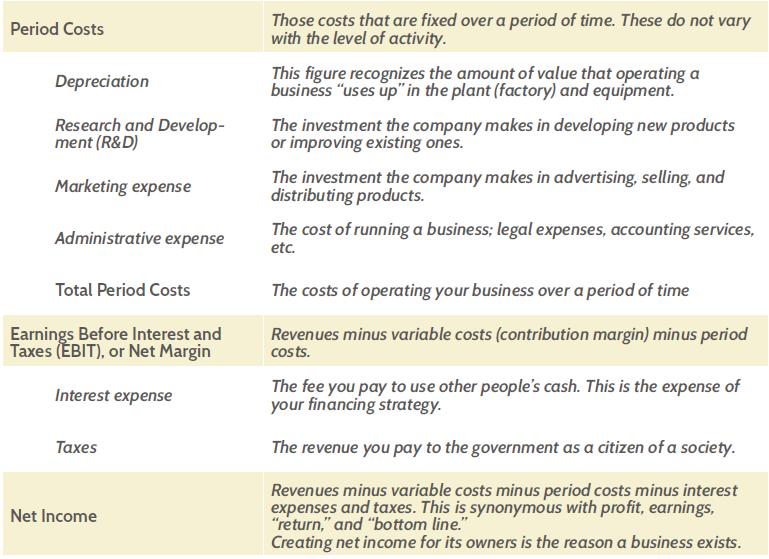 Period Costs
Those costs that are fixed over a period of time. These do not vary
with the level of activity.
Depreciation
This figure recognizes the amount of value that operating a
business “uses up” in the plant (factory) and equipment.
Research and Develop-
ment (R&D)
The investment the company makes in developing new products
or improving existing ones.
Marketing expense
The investment the company makes in advertising, selling, and
distributing products.
Administrative expense
The cost of running a business; legal expenses, accounting services,
etc.
Total Period Costs
The costs of operating your business over a period of time
Earnings Before Interest and
Taxes (EBIT), or Net Margin
Revenues minus variable costs (contribution margin) minus period
costs.
Interest expense
The fee you pay to use other people’s cash. This is the expense of
your financing strategy.
Taxes
The revenue you pay to the government as a citizen of a society.
Net Income
Revenues minus variable costs minus period costs minus interest
expenses and taxes. This is synonymous with profit, earnings,
“return,” and “bottom line.”
Creating net income for its owners is the reason a business exists.